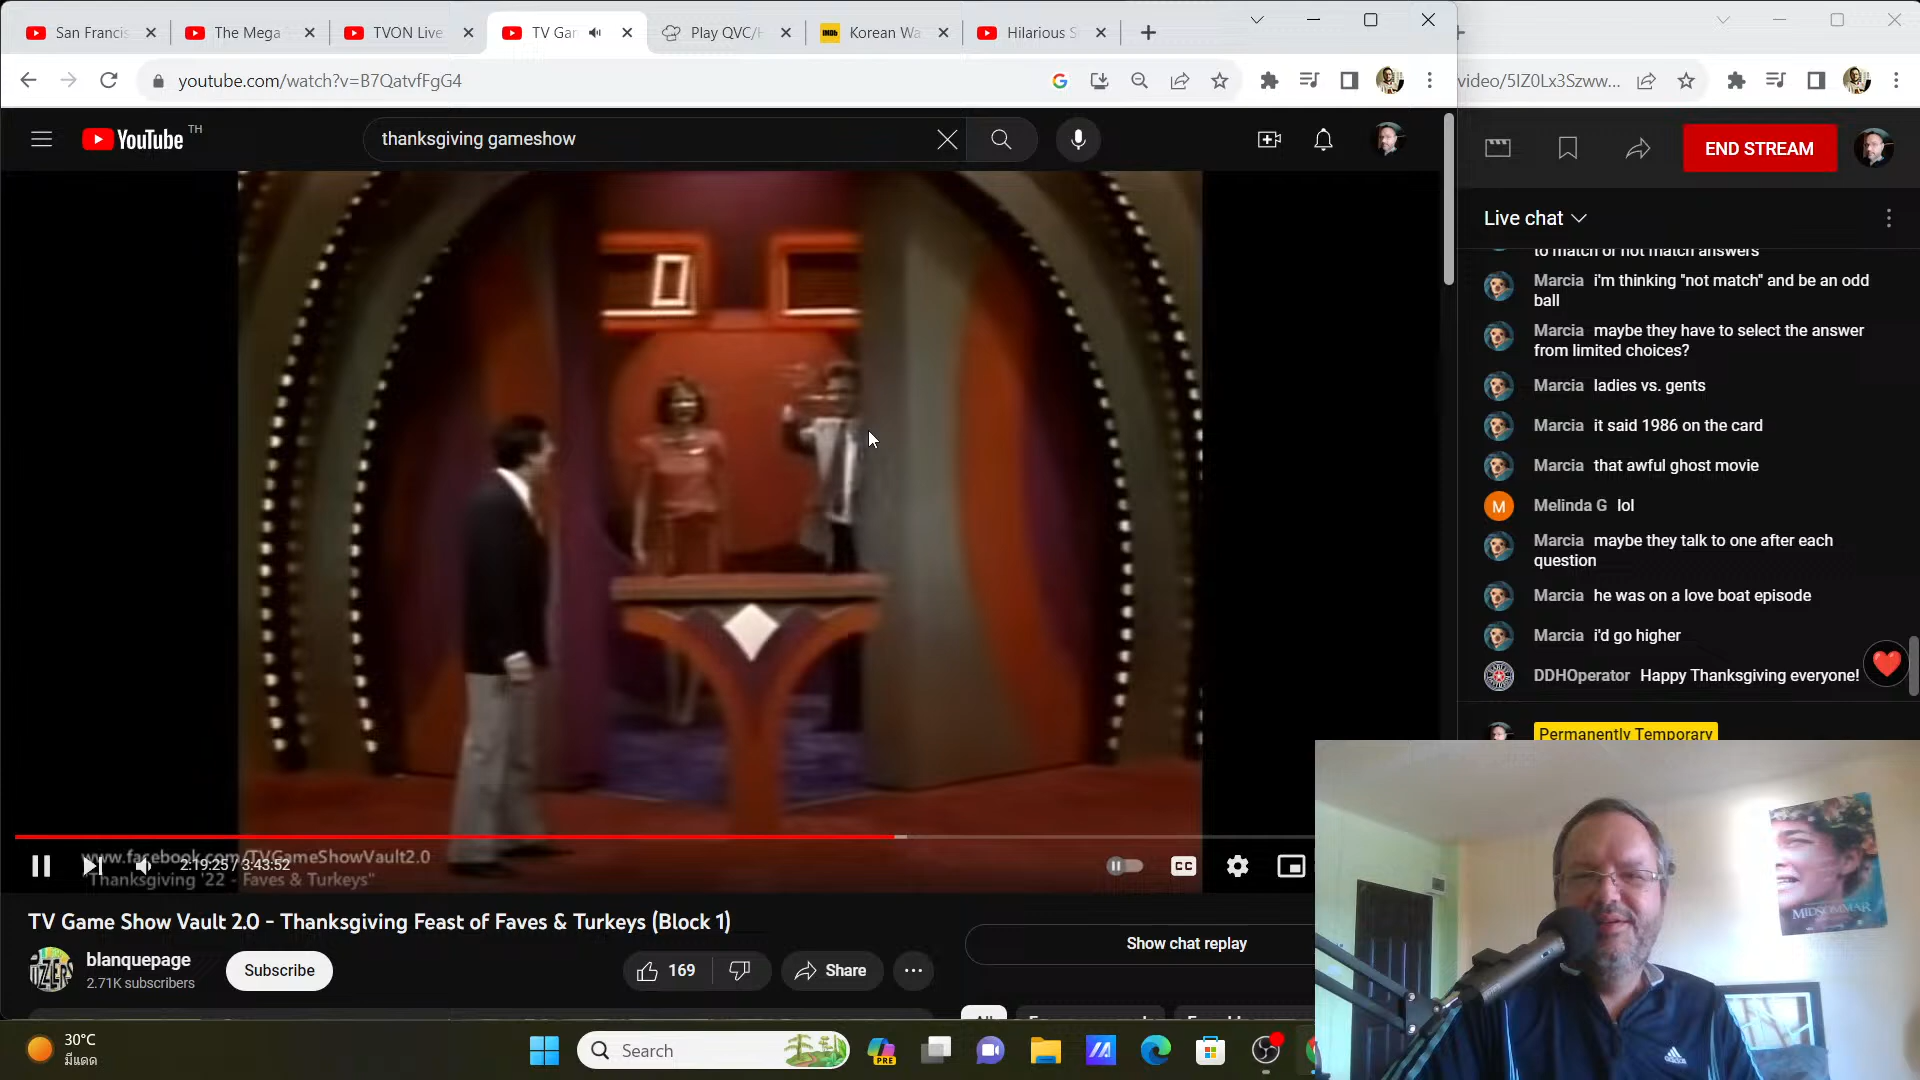 San Francis
The Mega
TVON Live
TV Gar
Play QVC/H
IMDb
Korean Wa
Hilarious S
youtube.com/watch?v=B7QatvfFgG4
video/5IZ0Lx3Szww...
YouTube TH
thanksgiving gameshow
END STREAM
Live chat
to match or not match answers
Marcia i'm thinking "not match" and be an odd
ball
Marcia maybe they have to select the answer
from limited choices?
Marcia ladies vs. gents
Marcia it said 1986 on the card
Marcia that awful ghost movie
M Melinda G lol
Marcia maybe they talk to one after each
question
Marcia he was on a love boat episode
Marcia i'd go higher
DDHOperator Happy Thanksgiving everyone!
Permanently Temporary
0
www.facebook.com/TVGameShowVault2.0
2:19:25 / 3:43:52
"Thanksgiving '22 - Faves & Turkeys"
CC
TV Game Show Vault 2.0 - Thanksgiving Feast of Faves & Turkeys (Block 1)
blanquepage
2.71K subscribers
Subscribe
169
Share
Show chat replay
MIDSOMMAR
30°C
มีแดด
Search
PRE
adidas